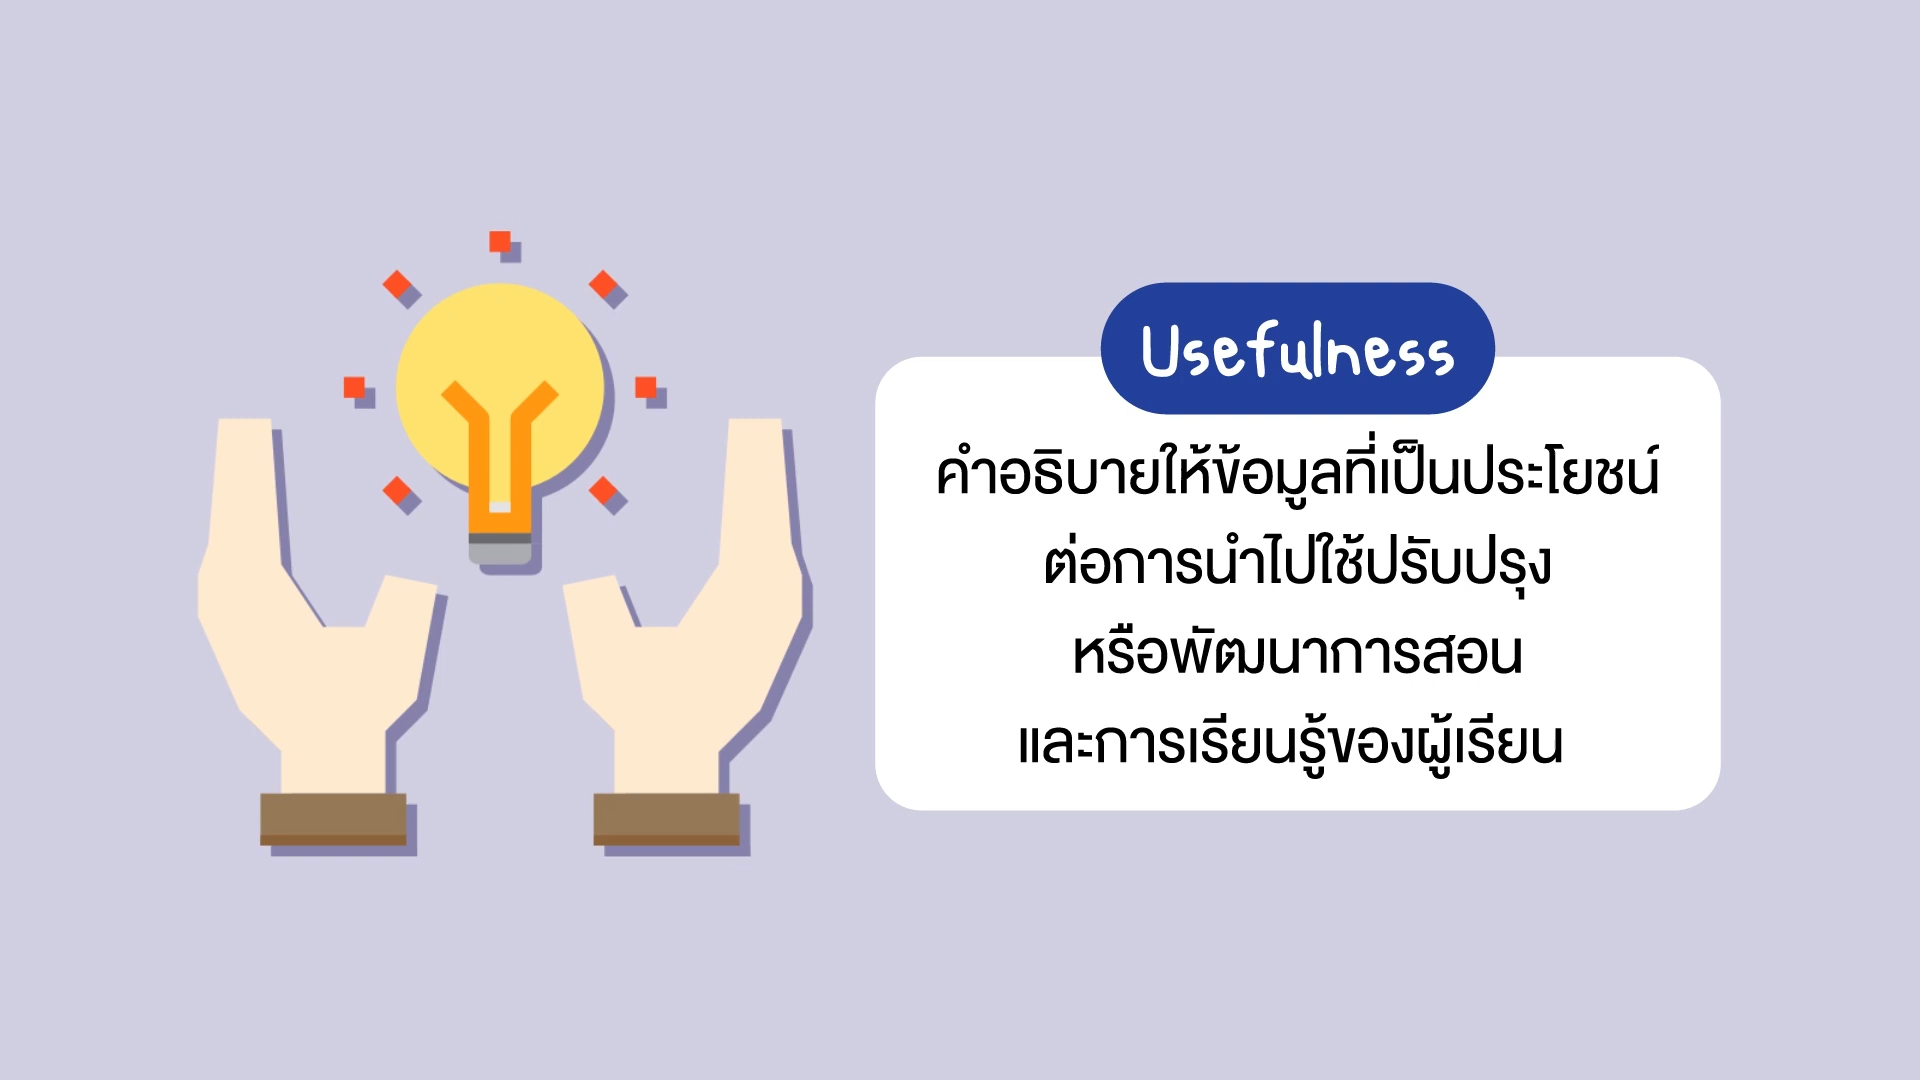 Usefulness
คำอธิบายให้ข้อมูลที่เป็นประโยชน์
ต่อการนำไปใช้ปรับปรุง
หรือพัฒนาการสอน
และการเรียนรู้ของผู้เรียน